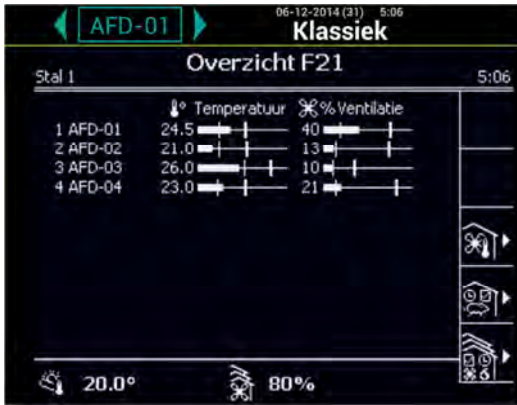 06-12-2014 (31) 5:06
AFD-01
Klassiek
Overzicht F21
Stal 1 5:06
Temperatuur % Ventilatie
1 AFD-01 24.5 40
2 AFD-02 21.0 13
3 AFD-03 26.0 10
4 AFD-04 23.0 21
20.0° 80%